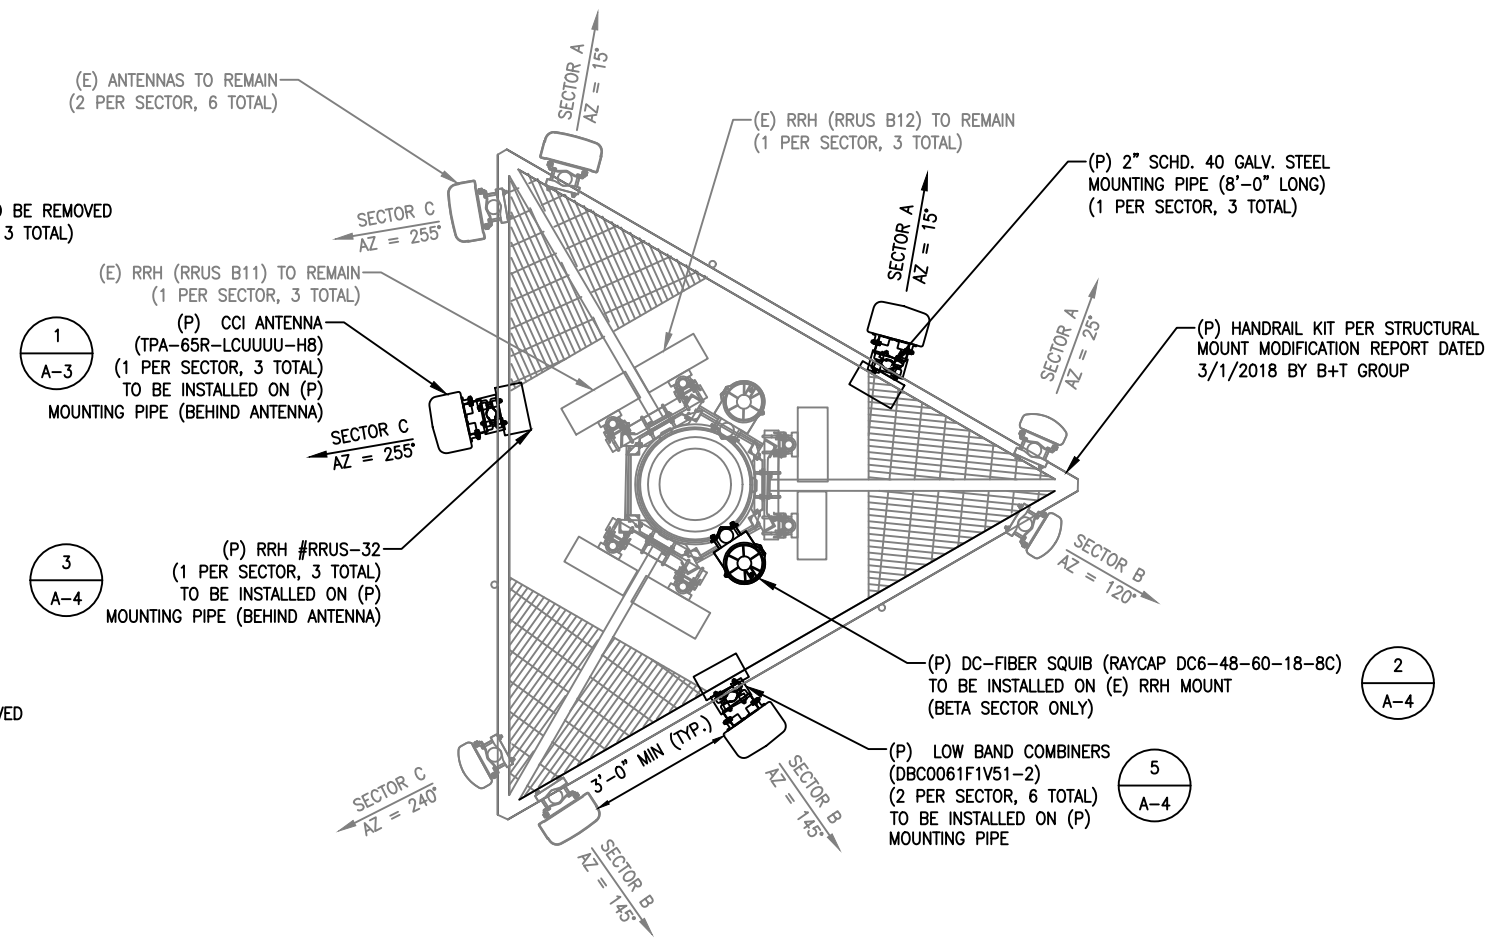 (E) ANTENNAS TO REMAIN
(2 PER SECTOR, 6 TOTAL)
SECTOR A
AZ = 15°
(E) RRH (RRUS B12) TO REMAIN
(1 PER SECTOR, 3 TOTAL)
(P) 2" SCHD. 40 GALV. STEEL
MOUNTING PIPE (8'-0" LONG)
(1 PER SECTOR, 3 TOTAL)
BE REMOVED
3 TOTAL)
SECTOR C
AZ = 255°
SECTOR A
AZ = 15°
(E) RRH (RRUS B11) TO REMAIN
(1 PER SECTOR, 3 TOTAL)
SECTOR A
AZ = 25°
1
A-3
(P) CCI ANTENNA
(TPA-65R-LCUUUU-H8)
(1 PER SECTOR, 3 TOTAL)
TO BE INSTALLED ON (P)
MOUNTING PIPE (BEHIND ANTENNA)
(P) HANDRAIL KIT PER STRUCTURAL
MOUNT MODIFICATION REPORT DATED
3/1/2018 BY B+T GROUP
SECTOR C
AZ = 255°
3
A-4
(P) RRH #RRUS-32
(1 PER SECTOR, 3 TOTAL)
TO BE INSTALLED ON (P)
MOUNTING PIPE (BEHIND ANTENNA)
SECTOR B
AZ = 120°
(P) DC-FIBER SQUIB (RAYCAP DC6-48-60-18-8C)
TO BE INSTALLED ON (E) RRH MOUNT
(BETA SECTOR ONLY)
2
A-4
3'-0" MIN (TYP.)
(P) LOW BAND COMBINERS
(DBC0061F1V51-2)
(2 PER SECTOR, 6 TOTAL)
TO BE INSTALLED ON (P)
MOUNTING PIPE
5
A-4
SECTOR C
AZ = 240°
SECTOR B
AZ = 145°
SECTOR B
AZ = 145°